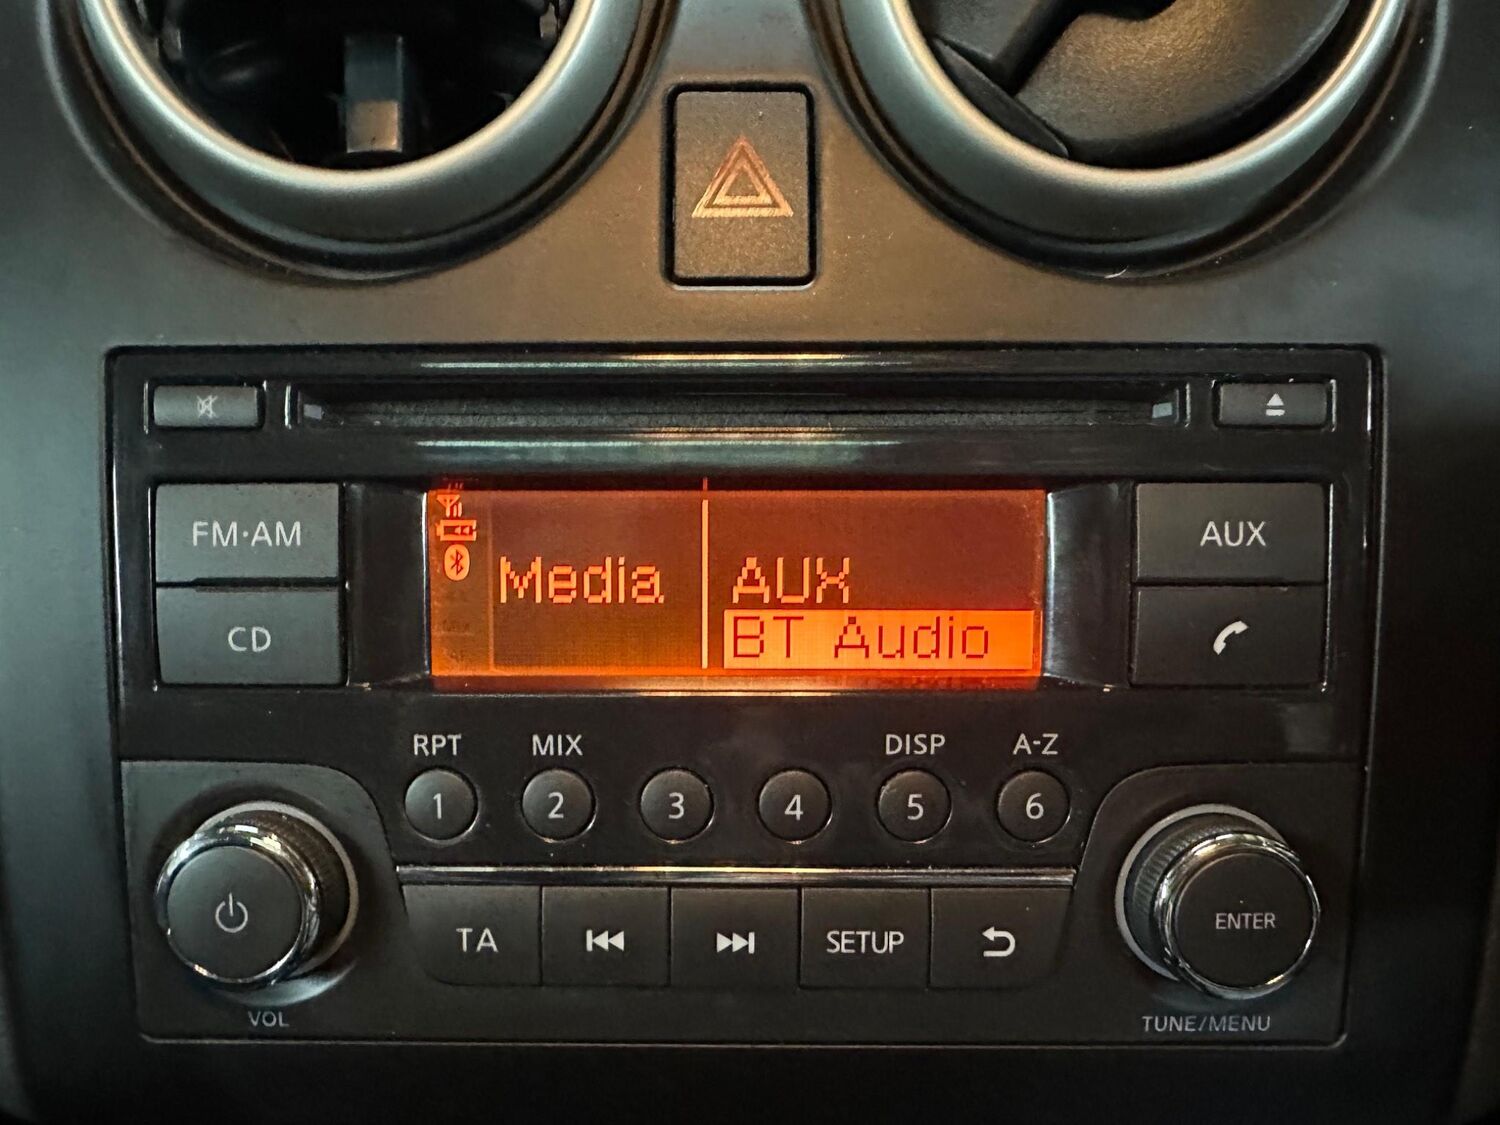 FM·AM
CD
Media
AUX
BT Audio
AUX
RPT
MIX
DISP
A-Z
1
2
3
4
5
6
TA
SETUP
ENTER
VOL
TUNE/MENU